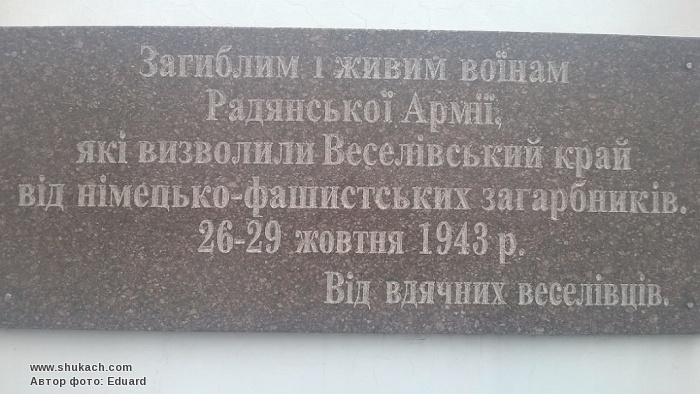 Загиблим і живим воїнам
Радянської Армії,
які визволили Веселівський край
від німецько-фашистських загарбників.
26-29 жовтня 1943 р.
Від вдячних веселівців.
www.shukach.com
Автор фото: Eduard